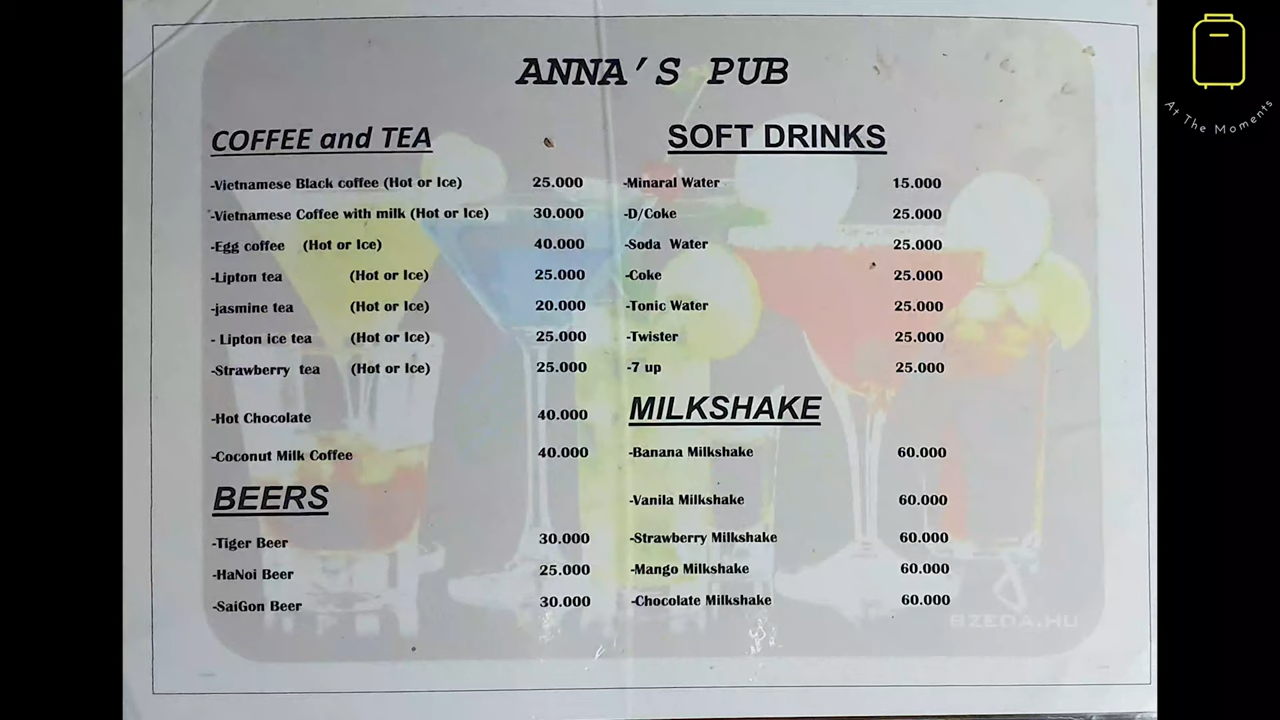 ANNA'S PUB
COFFEE and TEA
-Vietnamese Black coffee (Hot or Ice) 25.000
-Vietnamese Coffee with milk (Hot or Ice) 30.000
-Egg coffee (Hot or Ice) 40.000
-Lipton tea (Hot or Ice) 25.000
-jasmine tea (Hot or Ice) 20.000
- Lipton ice tea (Hot or Ice) 25.000
-Strawberry tea (Hot or Ice) 25.000
-Hot Chocolate 40.000
-Coconut Milk Coffee 40.000
BEERS
-Tiger Beer 30.000
-HaNoi Beer 25.000
-SaiGon Beer 30.000
SOFT DRINKS
-Minaral Water 15.000
-D/Coke 25.000
-Soda Water 25.000
-Coke 25.000
-Tonic Water 25.000
-Twister 25.000
-7 up 25.000
MILKSHAKE
-Banana Milkshake 60.000
-Vanila Milkshake 60.000
-Strawberry Milkshake 60.000
-Mango Milkshake 60.000
-Chocolate Milkshake 60.000
SZEDA.HU
At The Moments